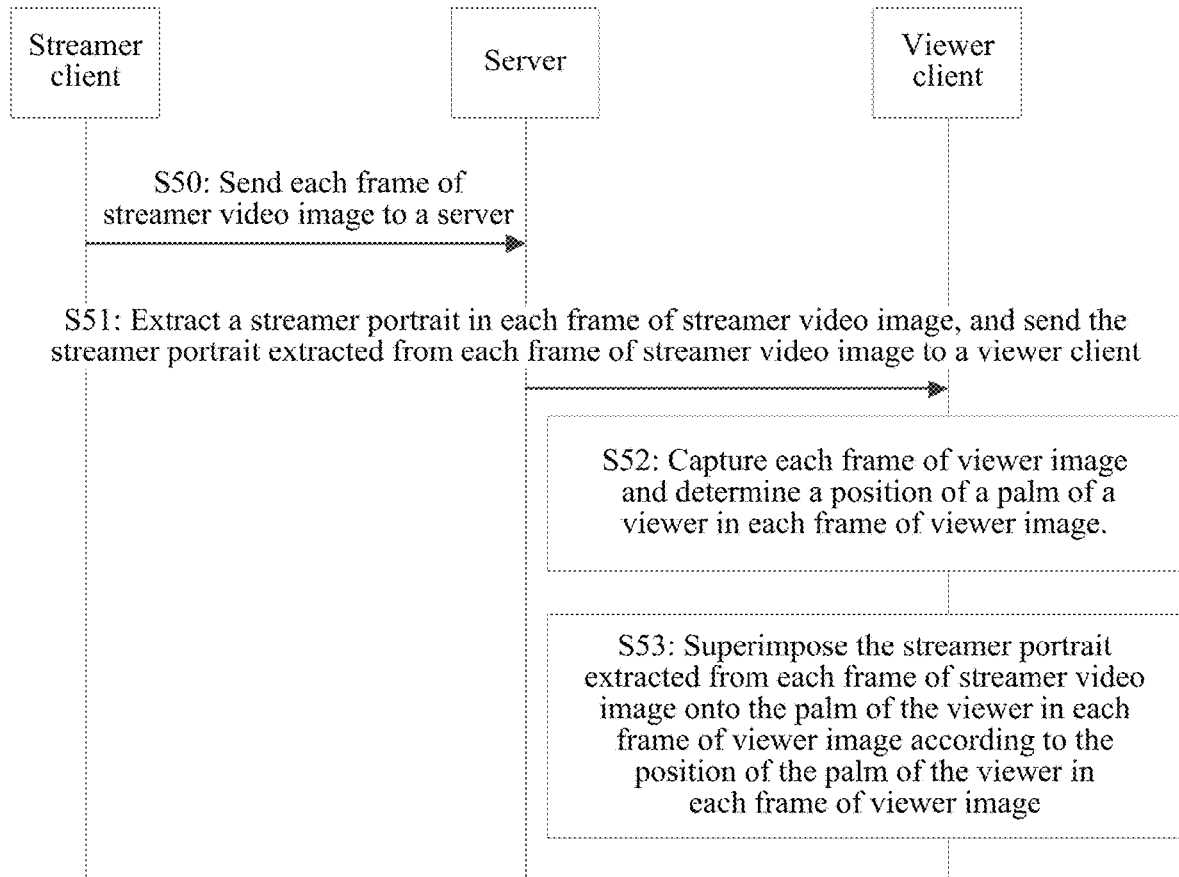 Streamer
client
Server
Viewer
client
S50: Send each frame of
streamer video image to a server
S51: Extract a streamer portrait in each frame of streamer video image, and send the
streamer portrait extracted from each frame of streamer video image to a viewer client
S52: Capture each frame of viewer image
and determine a position of a palm of a
viewer in each frame of viewer image.
S53: Superimpose the streamer portrait
extracted from each frame of streamer video
image onto the palm of the viewer in each
frame of viewer image according to the
position of the palm of the viewer in
each frame of viewer image